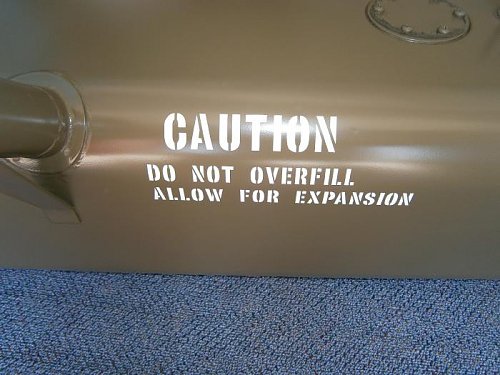 CAUTION
DO NOT OVERFILL
ALLOW FOR EXPANSION